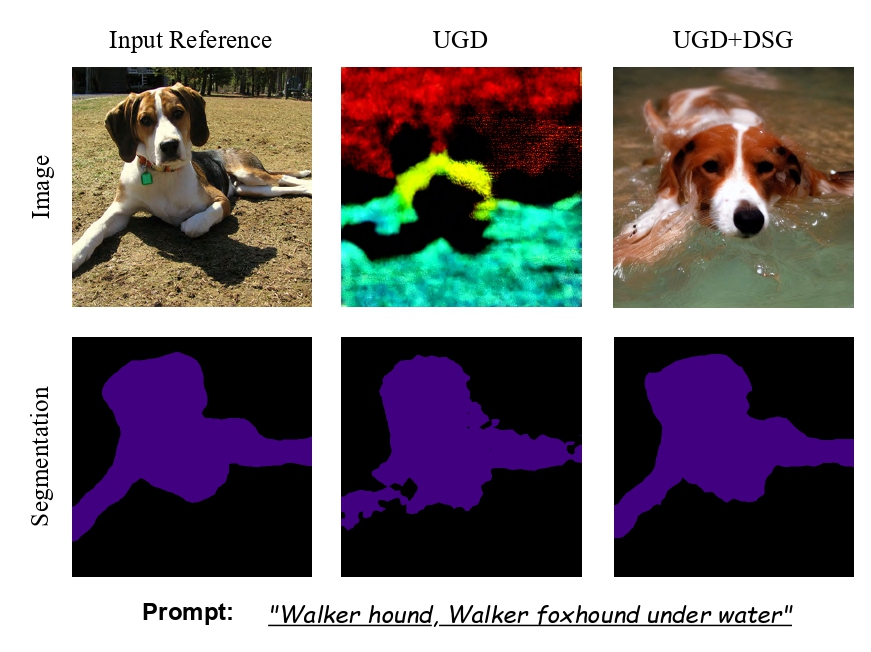 Input Reference UGD UGD+DSG
Image
Segmentation
Prompt: "Walker hound, Walker foxhound under water"